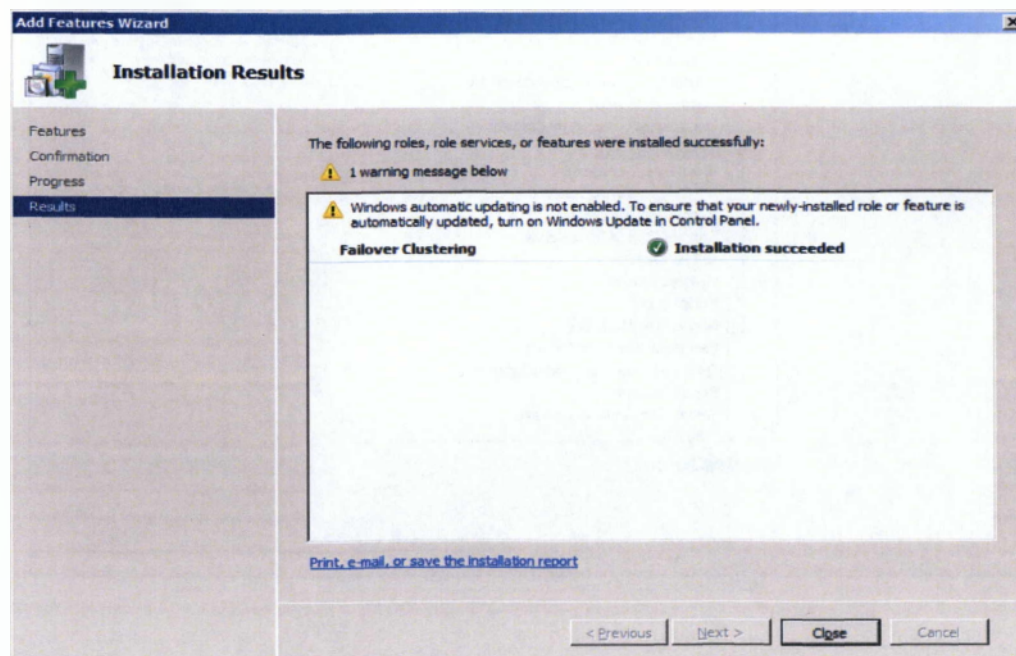 Add Features Wizard
Installation Results
Features
Confirmation
Progress
Results
The following roles, role services, or features were installed successfully:
1 warning message below
Windows automatic updating is not enabled. To ensure that your newly-installed role or feature is
automatically updated, turn on Windows Update in Control Panel.
Failover Clustering Installation succeeded
Print, e-mail, or save the installation report
< Previous Next > Close Cancel